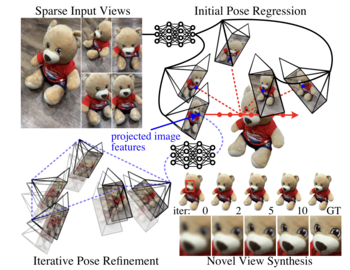 Sparse Input Views
Initial Pose Regression
projected image
features
iter: 0 2 5 10 GT
Iterative Pose Refinement
Novel View Synthesis